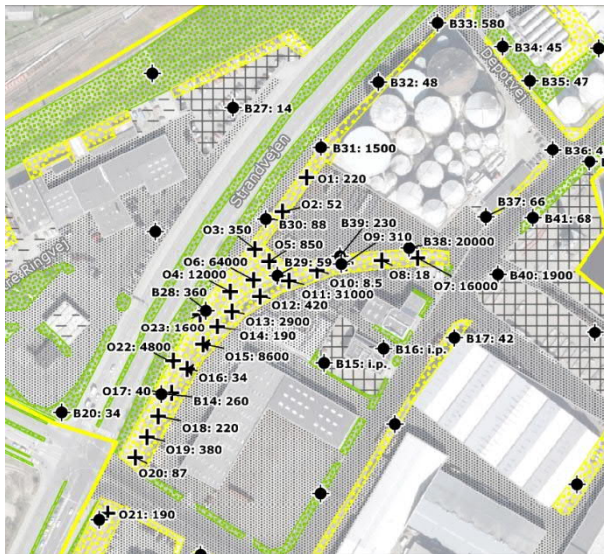 B33: 580
B34: 45
Depotvej
B32: 48
B35: 47
B27: 14
Strandvejen
B31: 1500
B36: 4
O1: 220
O2: 52
B37: 66
B41: 68
B30: 88
O3: 350
B39: 230
O9: 310
O5: 850
B38: 20000
O6: 64000
B29: 59
O8: 18
O7: 16000
B40: 1900
O4: 12000
O10: 8.5
O11: 31000
B28: 360
O12: 420
O13: 2900
O23: 1600
O14: 190
B17: 42
O15: 8600
B16: i.p.
O22: 4800
B15: i.p.
O16: 34
O17: 40
B14: 260
B20: 34
O18: 220
O19: 380
O20: 87
O21: 190
re Ringvej